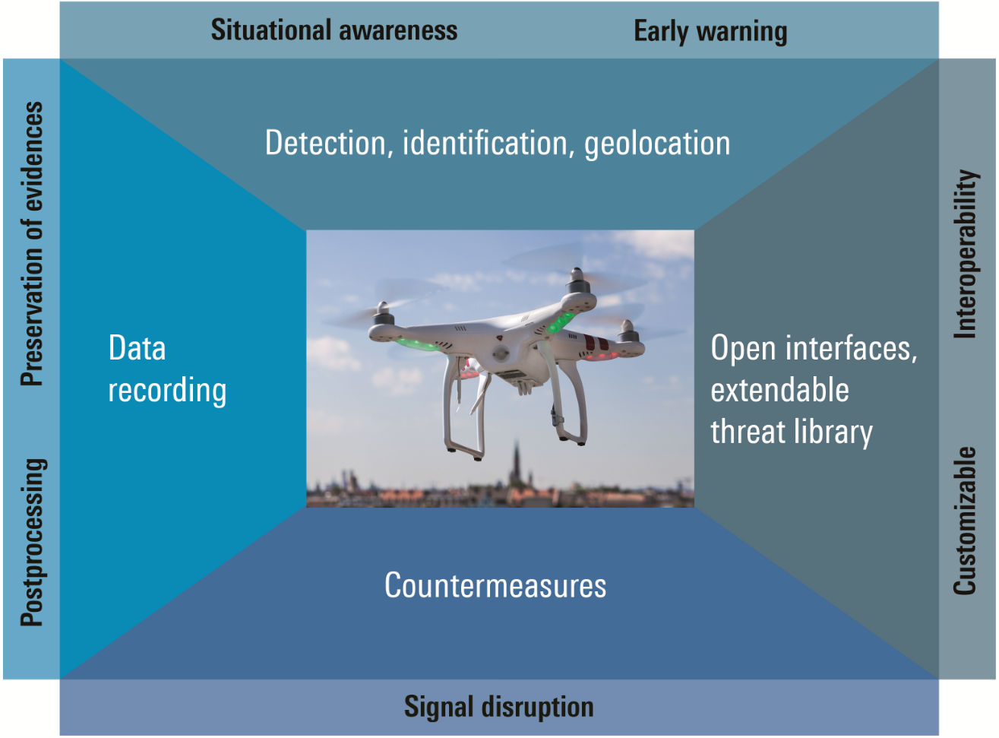 Situational awareness
Early warning
Detection, identification, geolocation
Preservation of evidences
Postprocessing
Data
recording
Open interfaces,
extendable
threat library
Interoperability
Customizable
Countermeasures
Signal disruption